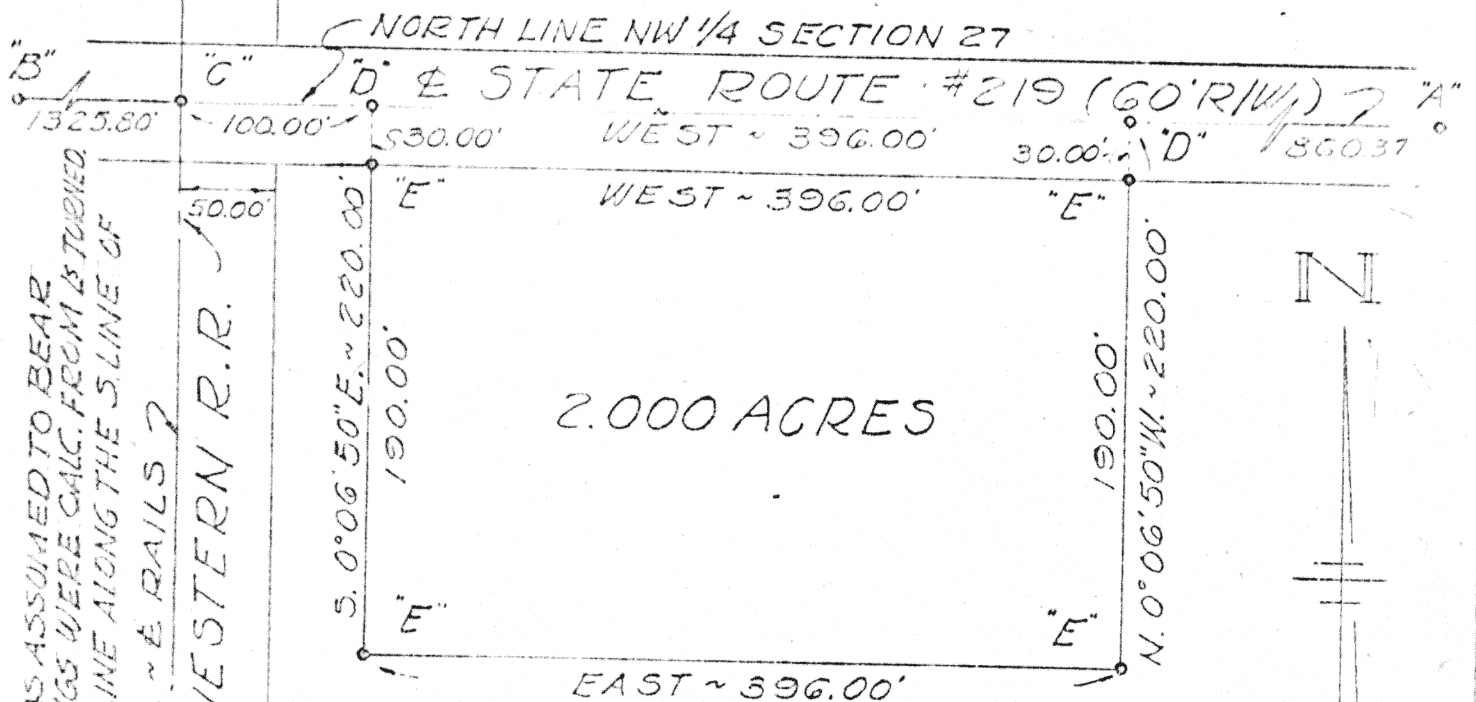 NORTH LINE NW 1/4 SECTION 27
"B" "C" "D" ℄ STATE ROUTE #219 (60' R/W) "A"
1325.80' 100.00' S30.00' WEST ~ 396.00' 30.00' "D" 860.37
"E" WEST ~ 396.00' "E"
50.00'
S. 0°06'50"E. ~ 220.00'
190.00'
2.000 ACRES
190.00'
N. 0°06'50"W. ~ 220.00'
N
"E" "E"
EAST ~ 396.00'
AS ASSUMED TO BEAR
GS WERE CALC. FROM IS TURNED.
INE ALONG THE S. LINE OF
~ ℄ RAILS
ESTERN R.R.